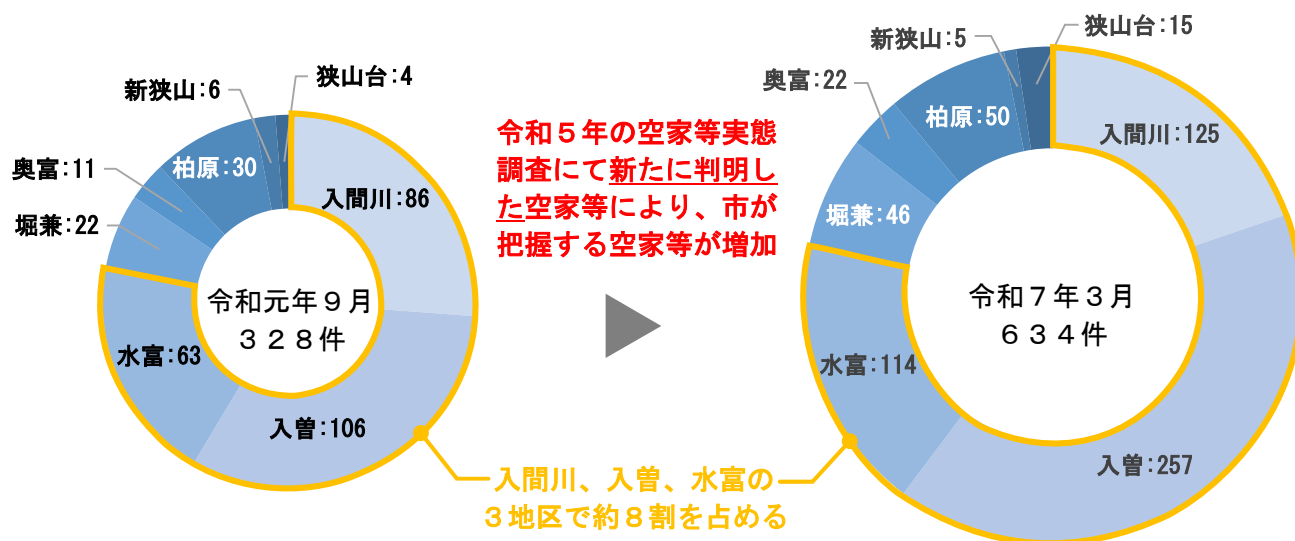 新狭山:6
狭山台:4
奥富:11
柏原:30
堀兼:22
入間川:86
水富:63
入曽:106
令和元年９月
３２８件
令和５年の空家等実態
調査にて新たに判明し
た空家等により、市が
把握する空家等が増加
入間川、入曽、水富の
３地区で約８割を占める
新狭山:5
狭山台:15
奥富:22
柏原:50
堀兼:46
入間川:125
水富:114
入曽:257
令和７年３月
６３４件